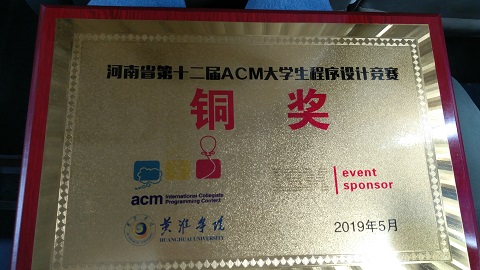 河南省第十二届ACM大学生程序设计竞赛
铜 奖
acm International Collegiate
Programming Contest
IBM
event
sponsor
黄淮学院
HUANGHUAI UNIVERSITY
2019年5月